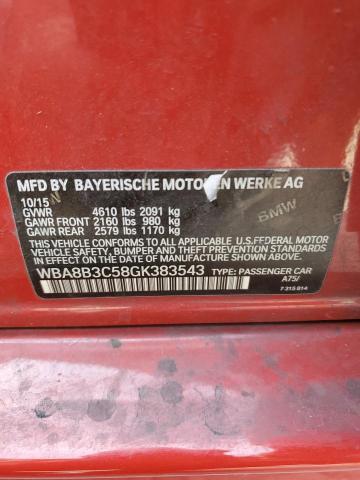 MFD BY BAYERISCHE MOTOREN WERKE AG
10/15
GVWR 4610 lbs 2091 kg
GAWR FRONT 2160 lbs 980 kg
GAWR REAR 2579 lbs 1170 kg
THIS VEHICLE CONFORMS TO ALL APPLICABLE U.S.FEDERAL MOTOR
VEHICLE SAFETY, BUMPER, AND THEFT PREVENTION STANDARDS
IN EFFECT ON THE DATE OF MANUFACTURE SHOWN ABOVE.
WBA8B3C58GK383543 TYPE: PASSENGER CAR
A75/
7 315 814
BMW